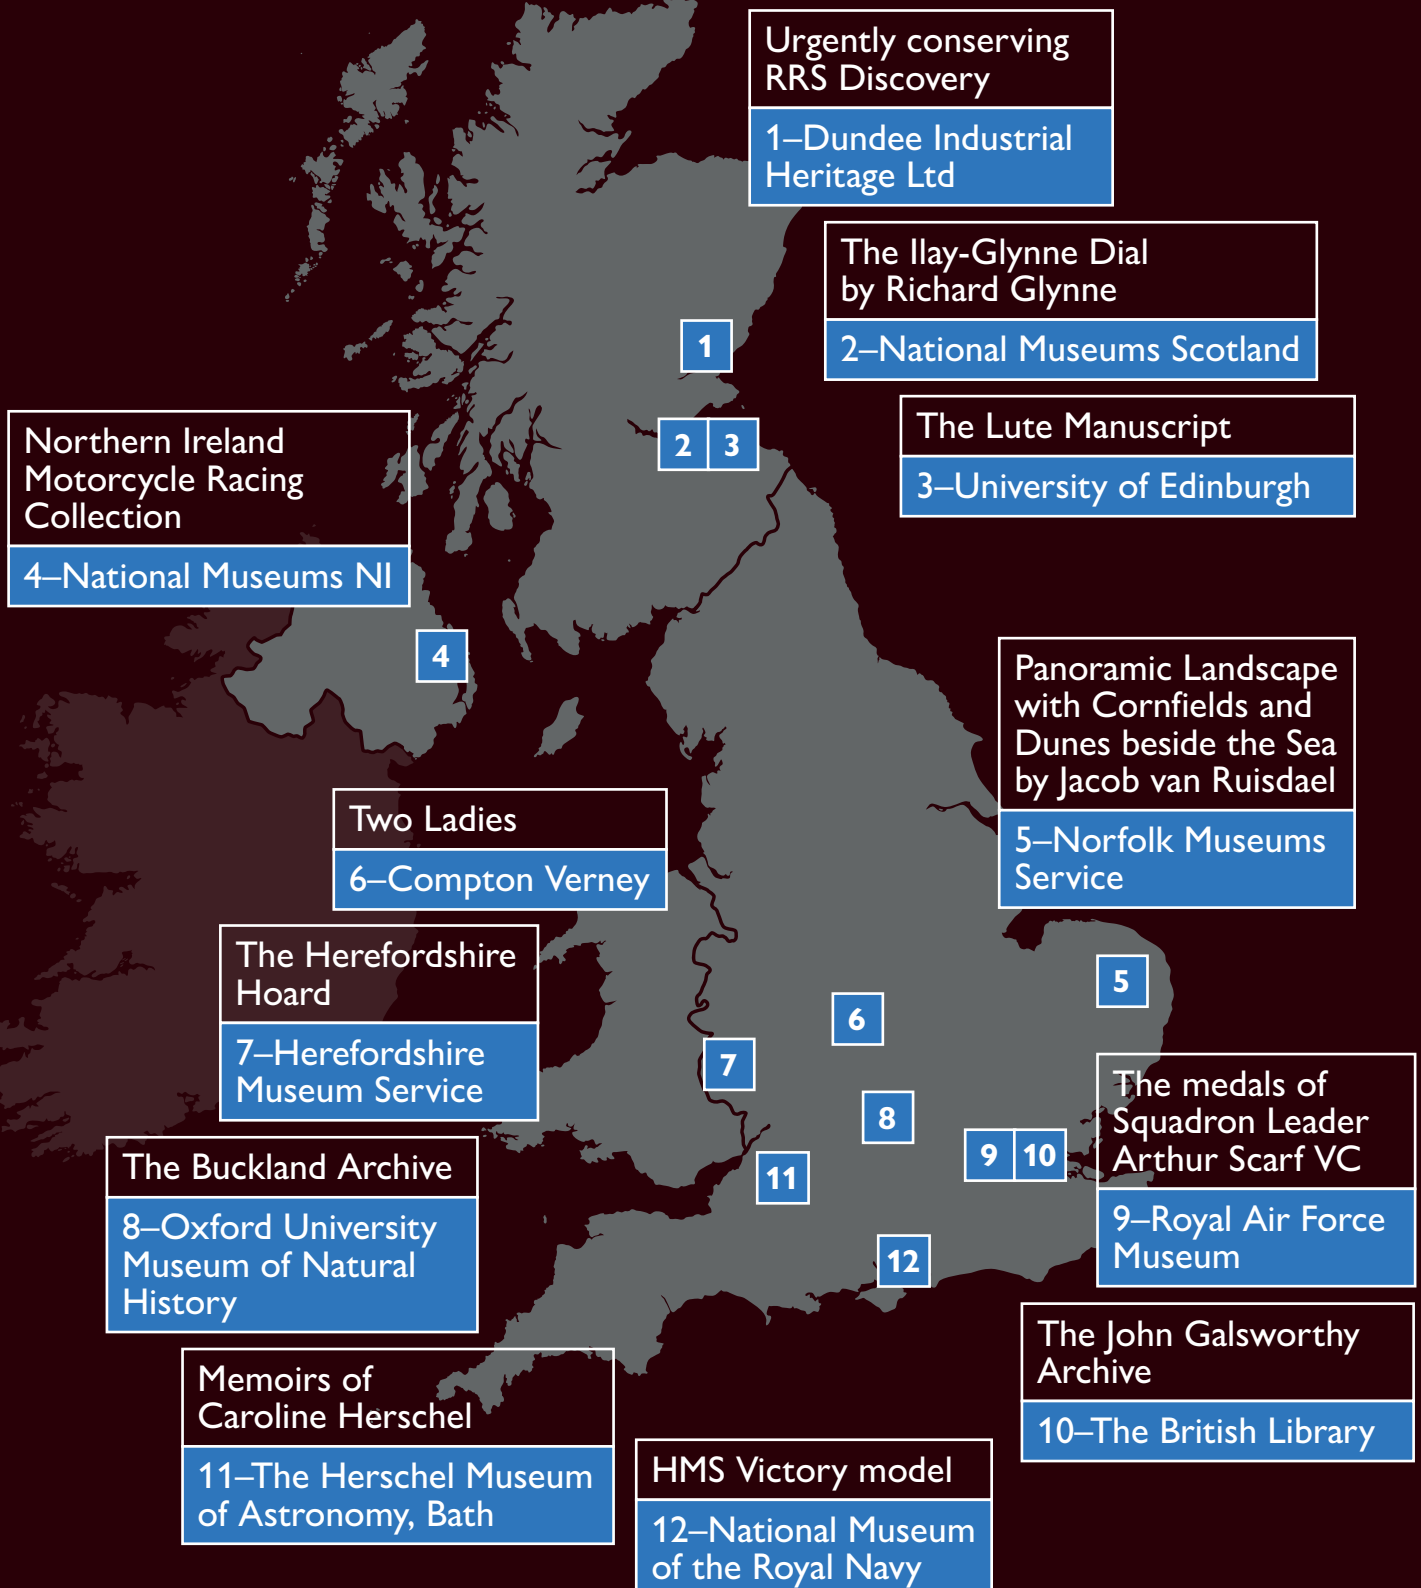 Urgently conserving
RRS Discovery
1–Dundee Industrial
Heritage Ltd
The Ilay-Glynne Dial
by Richard Glynne
2–National Museums Scotland
1
The Lute Manuscript
3–University of Edinburgh
2 3
Northern Ireland
Motorcycle Racing
Collection
4–National Museums NI
4
Panoramic Landscape
with Cornfields and
Dunes beside the Sea
by Jacob van Ruisdael
5–Norfolk Museums
Service
Two Ladies
6–Compton Verney
The Herefordshire
Hoard
7–Herefordshire
Museum Service
5
6
7
8
The medals of
Squadron Leader
Arthur Scarf VC
9–Royal Air Force
Museum
9 10
11
The Buckland Archive
8–Oxford University
Museum of Natural
History
12
The John Galsworthy
Archive
10–The British Library
Memoirs of
Caroline Herschel
11–The Herschel Museum
of Astronomy, Bath
HMS Victory model
12–National Museum
of the Royal Navy